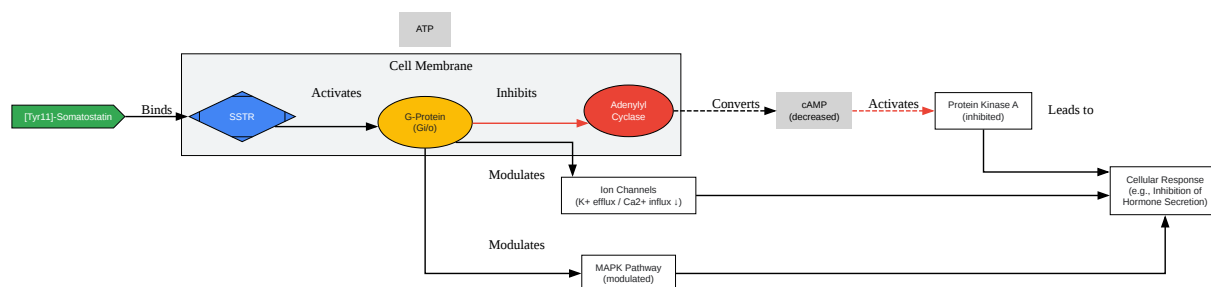 ATP
Cell Membrane
[Tyr11]-Somatostatin
Binds
SSTR
Activates
G-Protein
(Gi/o)
Inhibits
Adenylyl
Cyclase
Converts
cAMP
(decreased)
Activates
Protein Kinase A
(inhibited)
Leads to
Modulates
Ion Channels
(K+ efflux / Ca2+ influx ↓)
Cellular Response
(e.g., Inhibition of
Hormone Secretion)
Modulates
MAPK Pathway
(modulated)